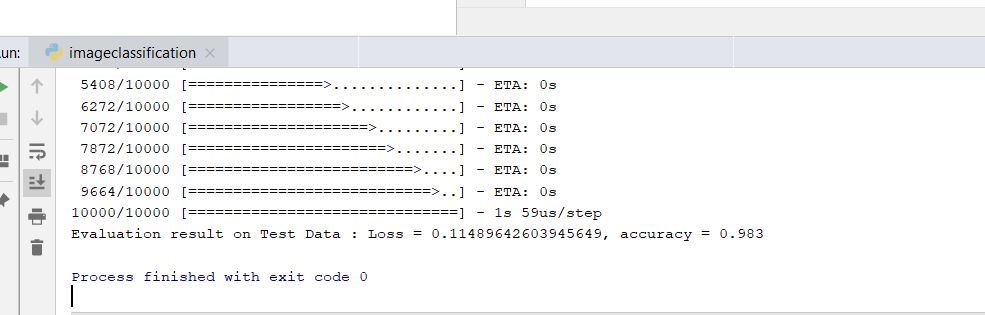 un: imageclassification
5408/10000 [===============>..............] - ETA: 0s
6272/10000 [=================>............] - ETA: 0s
7072/10000 [====================>.........] - ETA: 0s
7872/10000 [======================>.......] - ETA: 0s
8768/10000 [=========================>....] - ETA: 0s
9664/10000 [===========================>..] - ETA: 0s
10000/10000 [==============================] - 1s 59us/step
Evaluation result on Test Data : Loss = 0.11489642603945649, accuracy = 0.983
Process finished with exit code 0